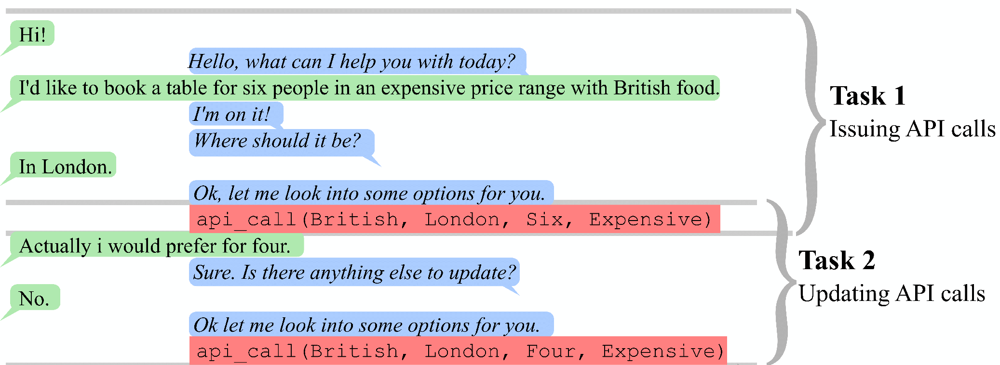 Hi!
Hello, what can I help you with today?
I'd like to book a table for six people in an expensive price range with British food.
I'm on it!
Where should it be?
In London.
Ok, let me look into some options for you.
api_call(British, London, Six, Expensive)
Task 1
Issuing API calls
Actually i would prefer for four.
Sure. Is there anything else to update?
No.
Ok let me look into some options for you.
api_call(British, London, Four, Expensive)
Task 2
Updating API calls